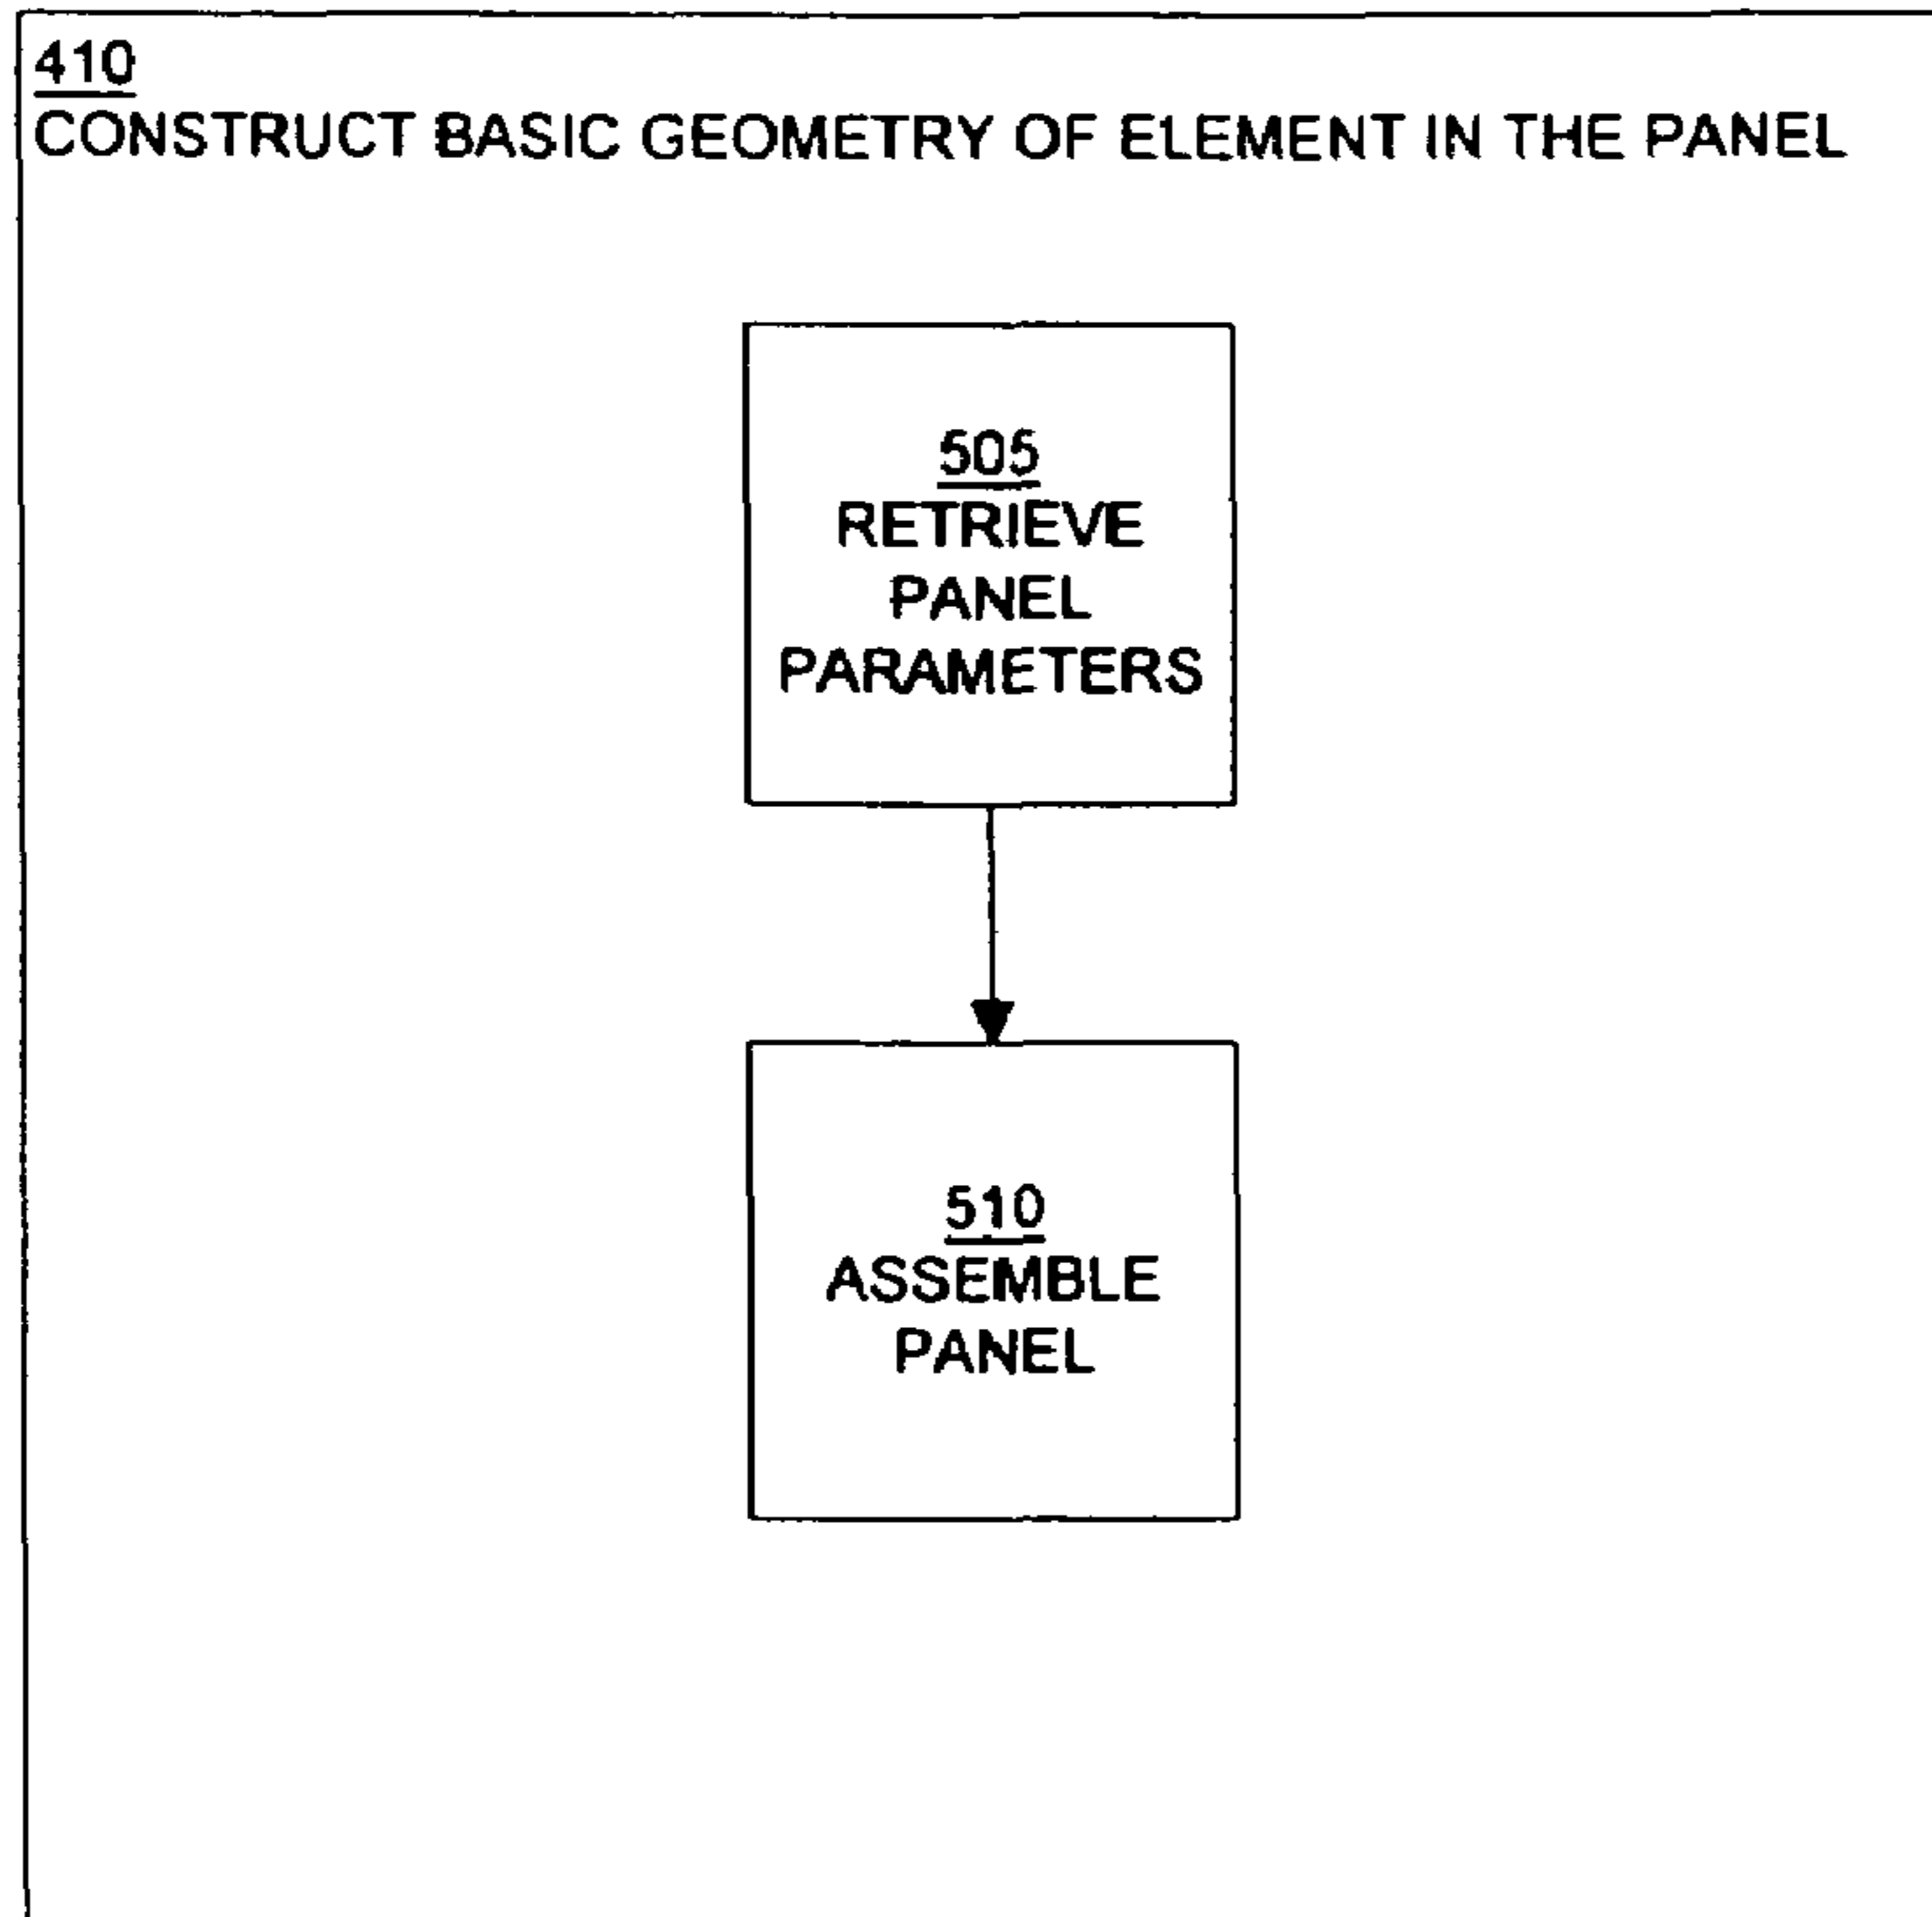 410
CONSTRUCT BASIC GEOMETRY OF ELEMENT IN THE PANEL
505
RETRIEVE
PANEL
PARAMETERS
510
ASSEMBLE
PANEL